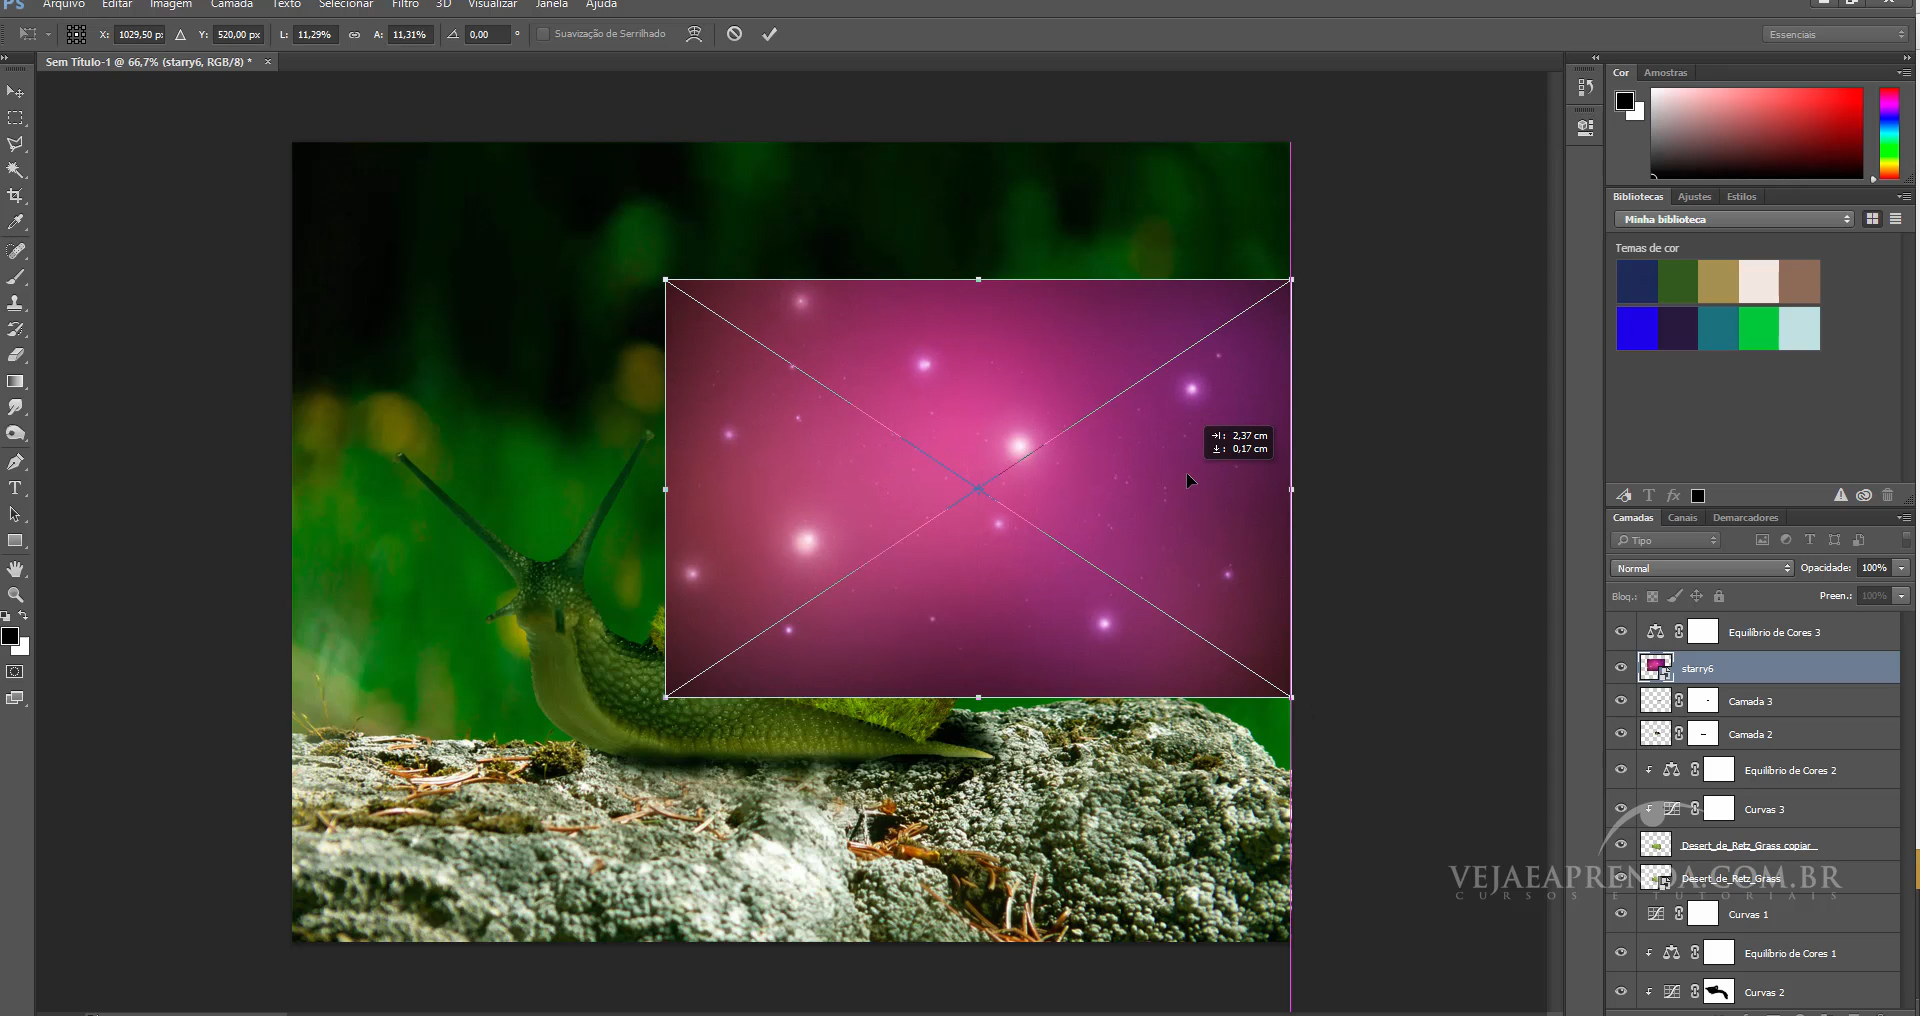 Ps Arquivo Editar Imagem Camada Texto Selecionar Filtro 3D Visualizar Janela Ajuda
X: 1029,50 px Y: 520,00 px L: 11,29% A: 11,31% 0,00 ° Suavização de Serrilhado Essenciais
Sem Título-1 @ 66,7% (starry6, RGB/8) * ×
Cor Amostras
Bibliotecas Ajustes Estilos
Minha biblioteca
Temas de cor
2,37 cm
0,17 cm
Camadas Canais Demarcadores
Tipo
Normal Opacidade: 100%
Bloq.: Preen.: 100%
Equilíbrio de Cores 3
starry6
Camada 3
Camada 2
Equilíbrio de Cores 2
Curvas 3
Desert_de_Retz_Grass copiar
Desert_de_Retz_Grass
VEJAEAPRENDA.COM.BR
CURSOS E TUTORIAIS
Curvas 1
Equilíbrio de Cores 1
Curvas 2